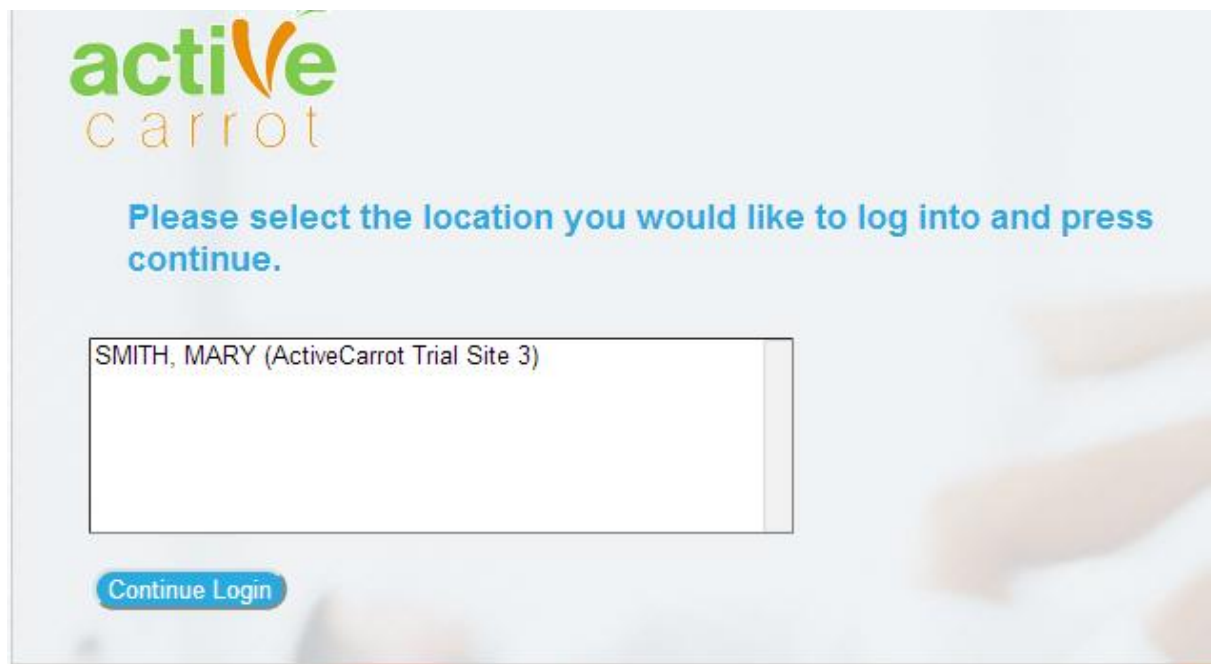 active
carrot
Please select the location you would like to log into and press
continue.
SMITH, MARY (ActiveCarrot Trial Site 3)
Continue Login